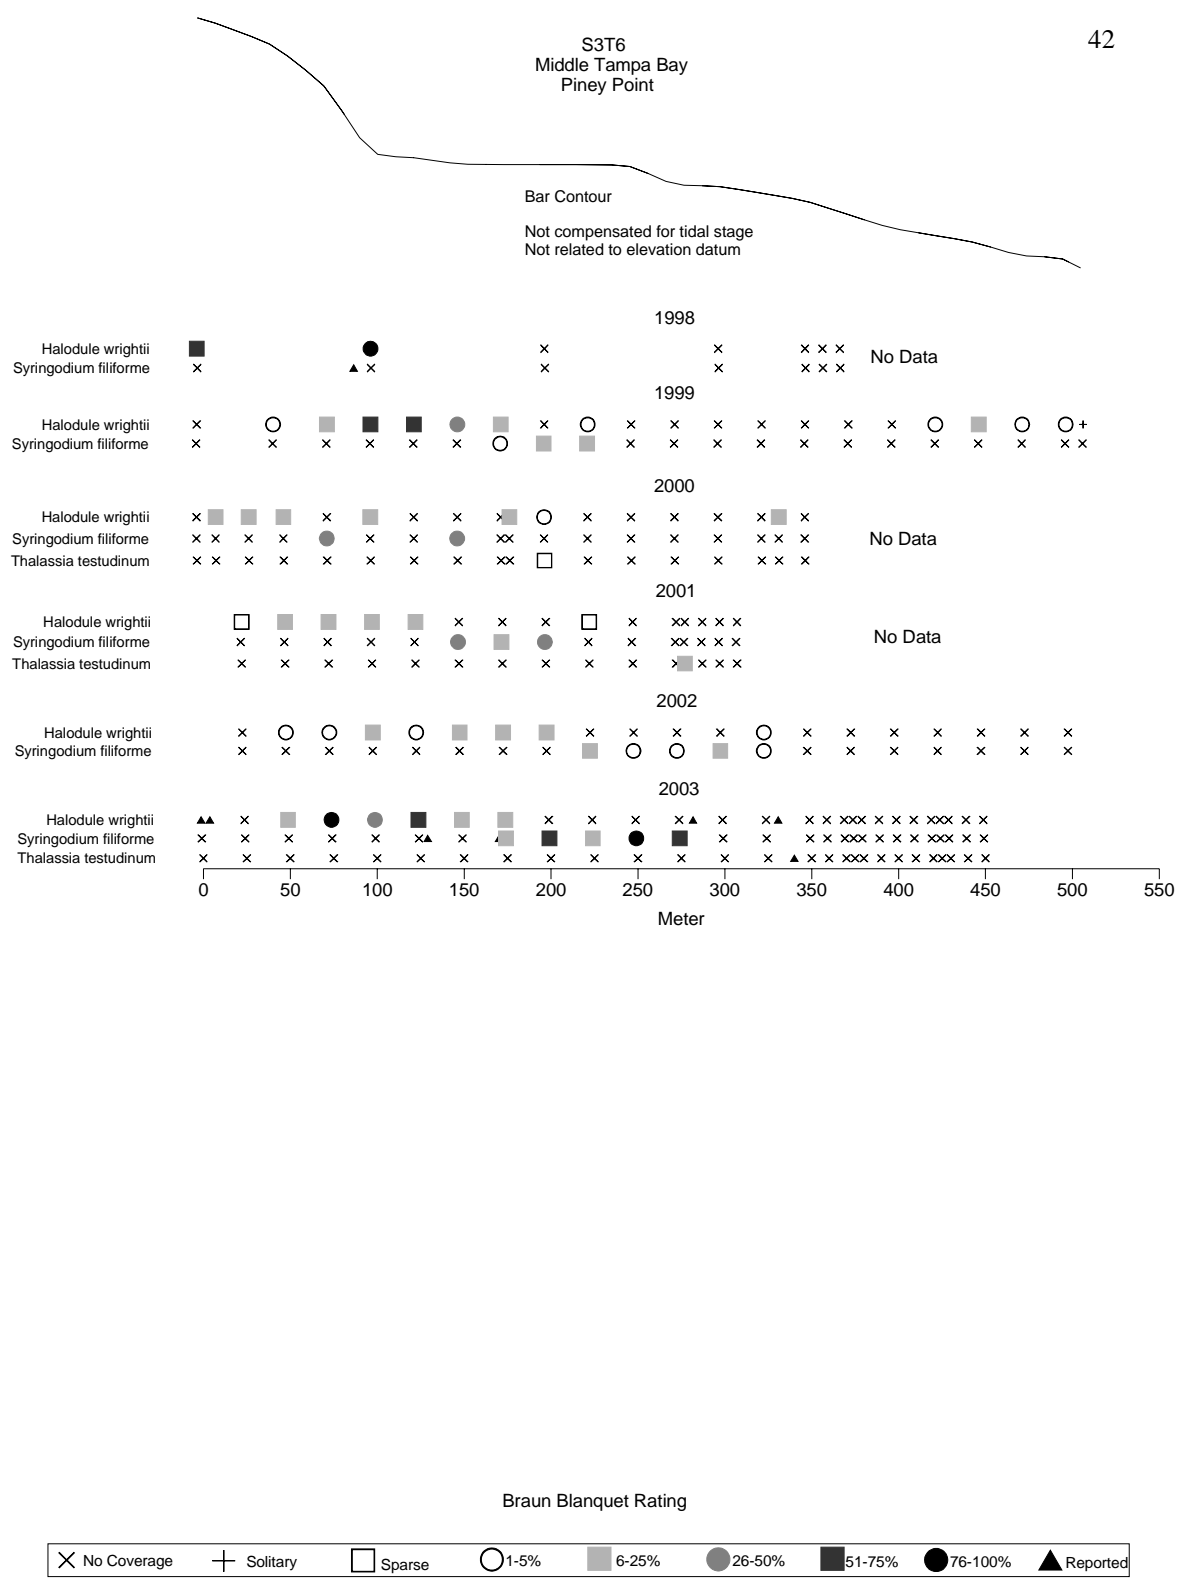 42
S3T6
Middle Tampa Bay
Piney Point
Bar Contour
Not compensated for tidal stage
Not related to elevation datum
1998
Halodule wrightii
Syringodium filiforme
No Data
1999
Halodule wrightii
Syringodium filiforme
2000
Halodule wrightii
Syringodium filiforme
Thalassia testudinum
No Data
2001
Halodule wrightii
Syringodium filiforme
Thalassia testudinum
No Data
2002
Halodule wrightii
Syringodium filiforme
2003
Halodule wrightii
Syringodium filiforme
Thalassia testudinum
0 50 100 150 200 250 300 350 400 450 500 550
Meter
Braun Blanquet Rating
No Coverage Solitary Sparse 1-5% 6-25% 26-50% 51-75% 76-100% Reported